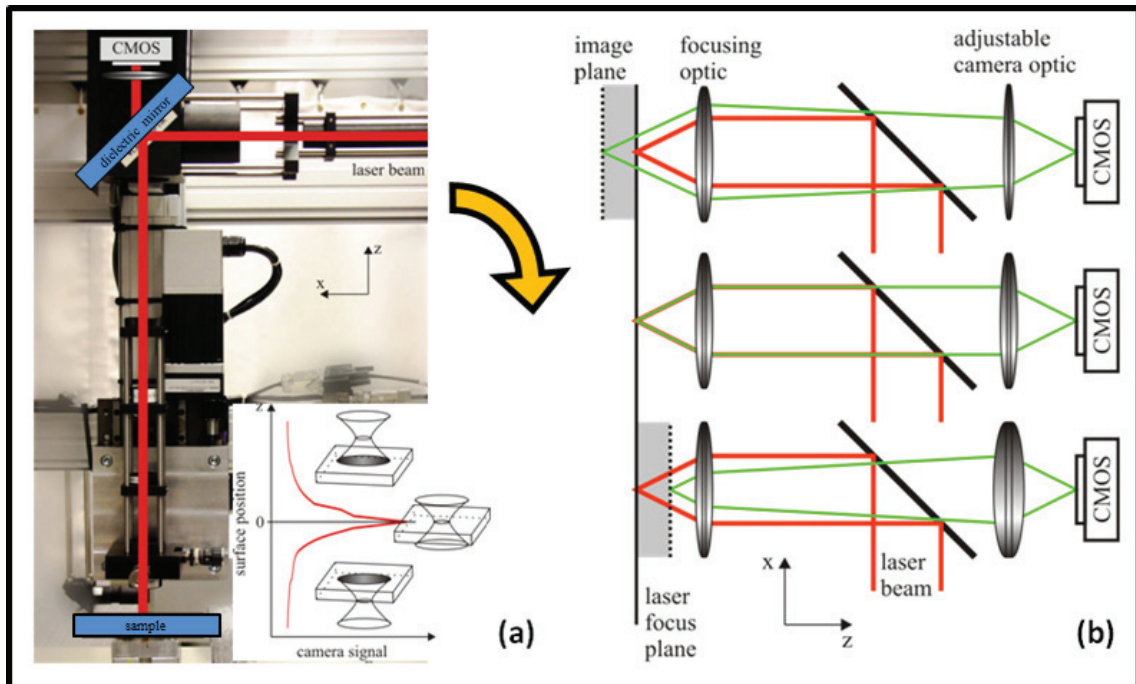 CMOS
dielectric mirror
laser beam
z
x
z
surface position
0
camera signal
sample
(a)
image
plane
focusing
optic
adjustable
camera optic
CMOS
CMOS
CMOS
x
z
laser
beam
laser
focus
plane
(b)